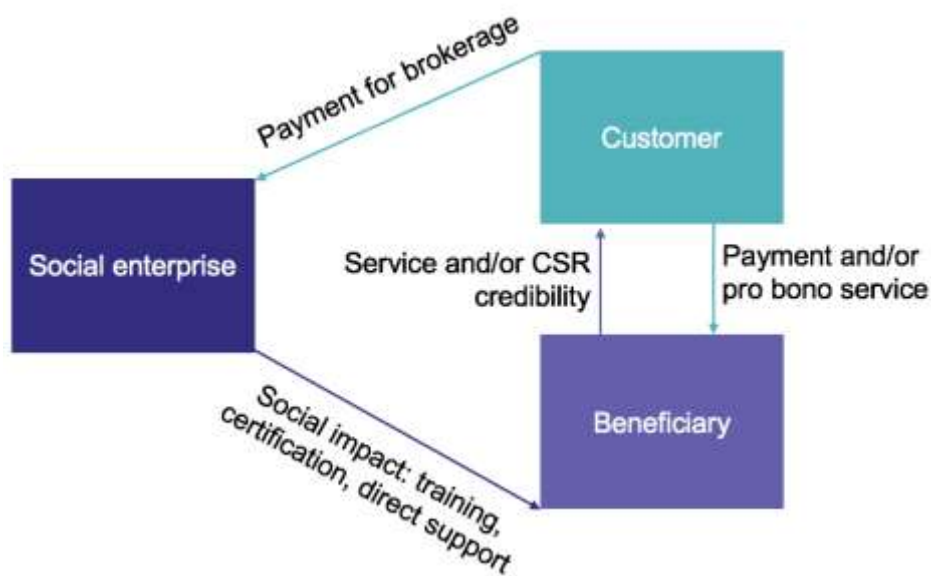 Payment for brokerage
Customer
Social enterprise
Service and/or CSR
credibility
Payment and/or
pro bono service
Beneficiary
Social impact: training,
certification, direct support